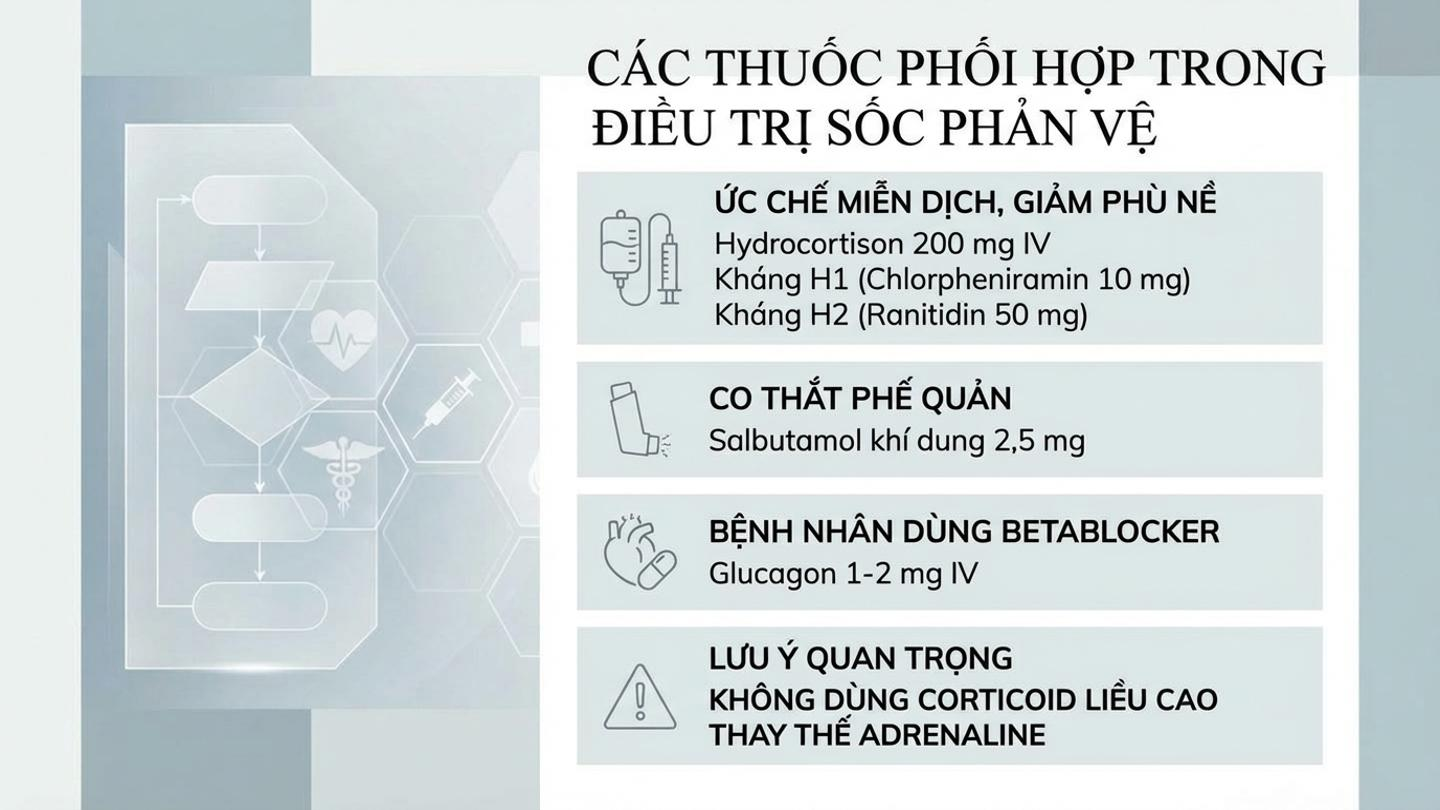 CÁC THUỐC PHỐI HỢP TRONG
ĐIỀU TRỊ SỐC PHẢN VỆ
ỨC CHẾ MIỄN DỊCH, GIẢM PHÙ NỀ
Hydrocortison 200 mg IV
Kháng H1 (Chlorpheniramin 10 mg)
Kháng H2 (Ranitidin 50 mg)
CO THẮT PHẾ QUẢN
Salbutamol khí dung 2,5 mg
BỆNH NHÂN DÙNG BETABLOCKER
Glucagon 1-2 mg IV
LƯU Ý QUAN TRỌNG
KHÔNG DÙNG CORTICOID LIỀU CAO
THAY THẾ ADRENALINE